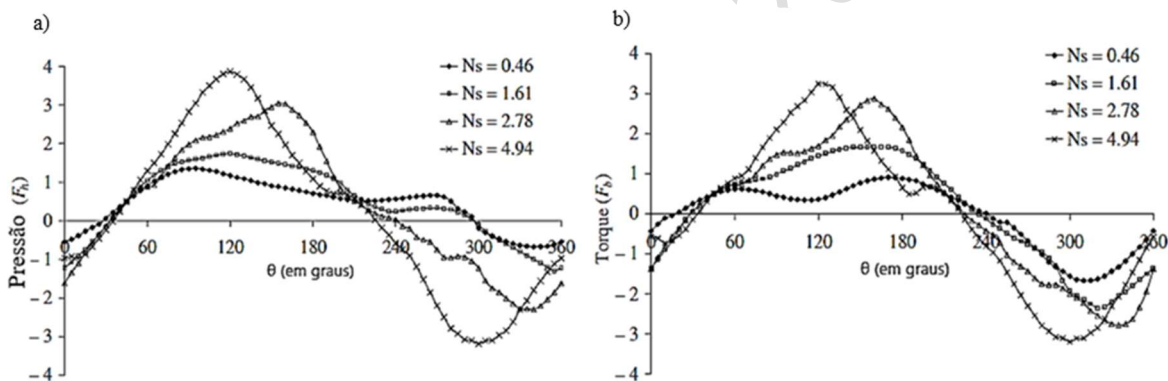 a)
Ns = 0.46
Ns = 1.61
Ns = 2.78
Ns = 4.94
Pressão (Fh)
4
3
2
1
0
–1
–2
–3
–4
0 60 120 180 240 300 360
θ (em graus)
b)
Ns = 0.46
Ns = 1.61
Ns = 2.78
Ns = 4.94
Torque (Fb)
4
3
2
1
0
–1
–2
–3
–4
0 60 120 180 240 300 360
θ (em graus)